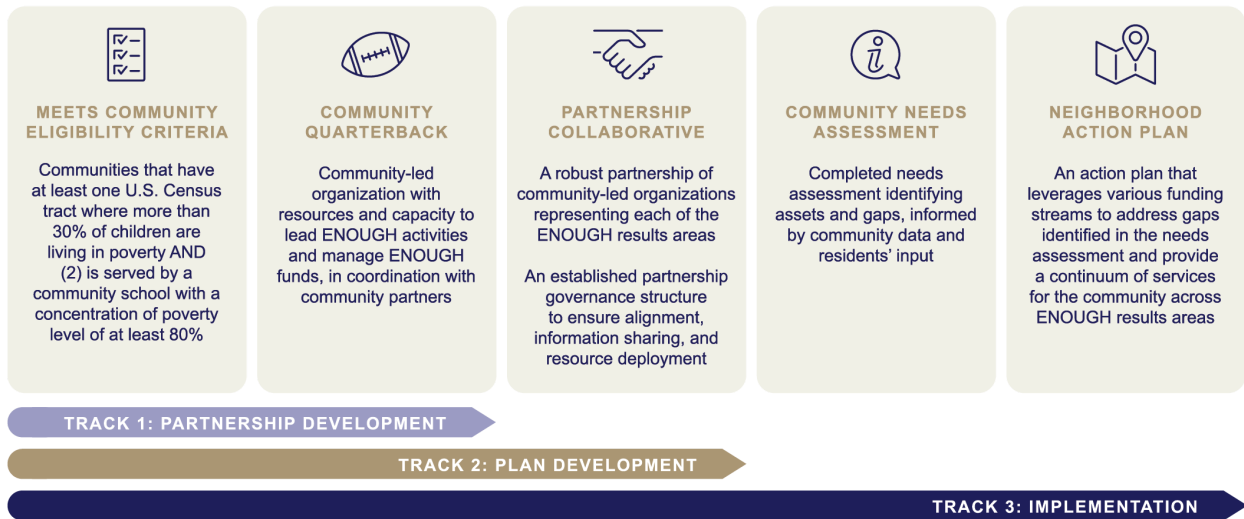 MEETS COMMUNITY
ELIGIBILITY CRITERIA
Communities that have
at least one U.S. Census
tract where more than
30% of children are
living in poverty AND
(2) is served by a
community school with a
concentration of poverty
level of at least 80%
COMMUNITY
QUARTERBACK
Community-led
organization with
resources and capacity to
lead ENOUGH activities
and manage ENOUGH
funds, in coordination with
community partners
PARTNERSHIP
COLLABORATIVE
A robust partnership of
community-led organizations
representing each of the
ENOUGH results areas
An established partnership
governance structure
to ensure alignment,
information sharing, and
resource deployment
COMMUNITY NEEDS
ASSESSMENT
Completed needs
assessment identifying
assets and gaps, informed
by community data and
residents’ input
NEIGHBORHOOD
ACTION PLAN
An action plan that
leverages various funding
streams to address gaps
identified in the needs
assessment and provide
a continuum of services
for the community across
ENOUGH results areas
TRACK 1: PARTNERSHIP DEVELOPMENT
TRACK 2: PLAN DEVELOPMENT
TRACK 3: IMPLEMENTATION